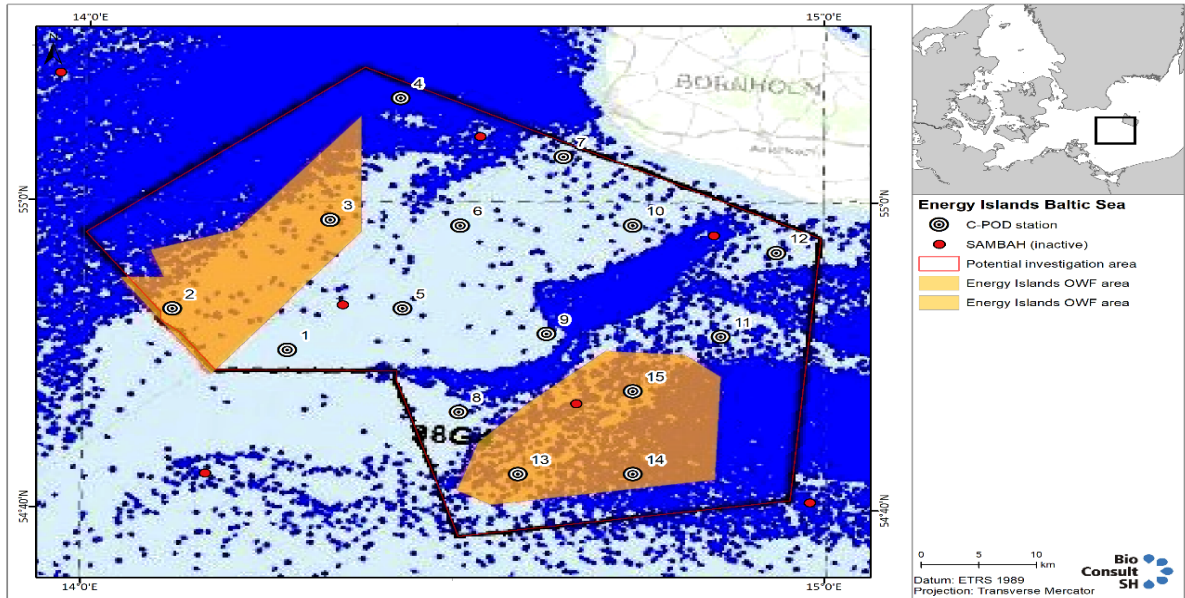 14°0'E
15°0'E
4
BORNHOLM
7
55°0'N
55°0'N
3
6
10
12
2
5
9
11
1
15
8
13
14
54°40'N
54°40'N
14°0'E
15°0'E
Energy Islands Baltic Sea
C-POD station
SAMBAH (inactive)
Potential investigation area
Energy Islands OWF area
Energy Islands OWF area
0 5 10
km
Datum: ETRS 1989
Projection: Transverse Mercator
Bio
Consult
SH